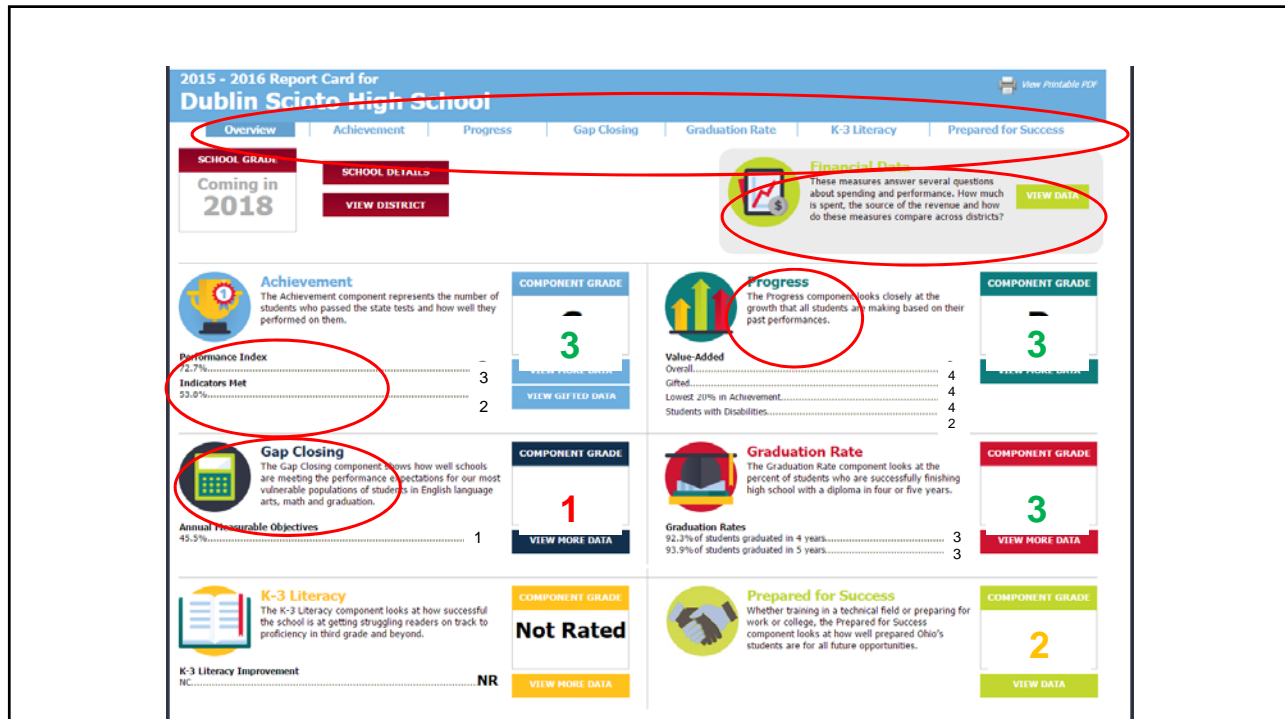 2015 - 2016 Report Card for
View Printable PDF
Dublin Scioto High School
Overview Achievement Progress Gap Closing Graduation Rate K-3 Literacy Prepared for Success
SCHOOL GRADE
Coming in
2018
SCHOOL DETAILS
VIEW DISTRICT
Financial Data
These measures answer several questions
about spending and performance. How much
is spent, the source of the revenue and how
do these measures compare across districts?
VIEW DATA
Achievement
The Achievement component represents the number of
students who passed the state tests and how well they
performed on them.
COMPONENT GRADE
3
Performance Index
72.7% 3
Indicators Met
53.8% 2
VIEW MORE DATA
VIEW GIFTED DATA
Progress
The Progress component looks closely at the
growth that all students are making based on their
past performances.
COMPONENT GRADE
3
Value-Added
Overall 4
Gifted 4
Lowest 20% in Achievement 4
Students with Disabilities 2
Gap Closing
The Gap Closing component shows how well schools
are meeting the performance expectations for our most
vulnerable populations of students in English language
arts, math and graduation.
COMPONENT GRADE
1
Annual Measurable Objectives
45.5% 1
VIEW MORE DATA
Graduation Rate
The Graduation Rate component looks at the
percent of students who are successfully finishing
high school with a diploma in four or five years.
COMPONENT GRADE
3
Graduation Rates
92.3% of students graduated in 4 years 3
93.9% of students graduated in 5 years 3
VIEW MORE DATA
K-3 Literacy
The K-3 Literacy component looks at how successful
the school is at getting struggling readers on track to
proficiency in third grade and beyond.
COMPONENT GRADE
Not Rated
K-3 Literacy Improvement
NC NR
VIEW MORE DATA
Prepared for Success
Whether training in a technical field or preparing for
work or college, the Prepared for Success
component looks at how well prepared Ohio's
students are for all future opportunities.
COMPONENT GRADE
2
VIEW DATA